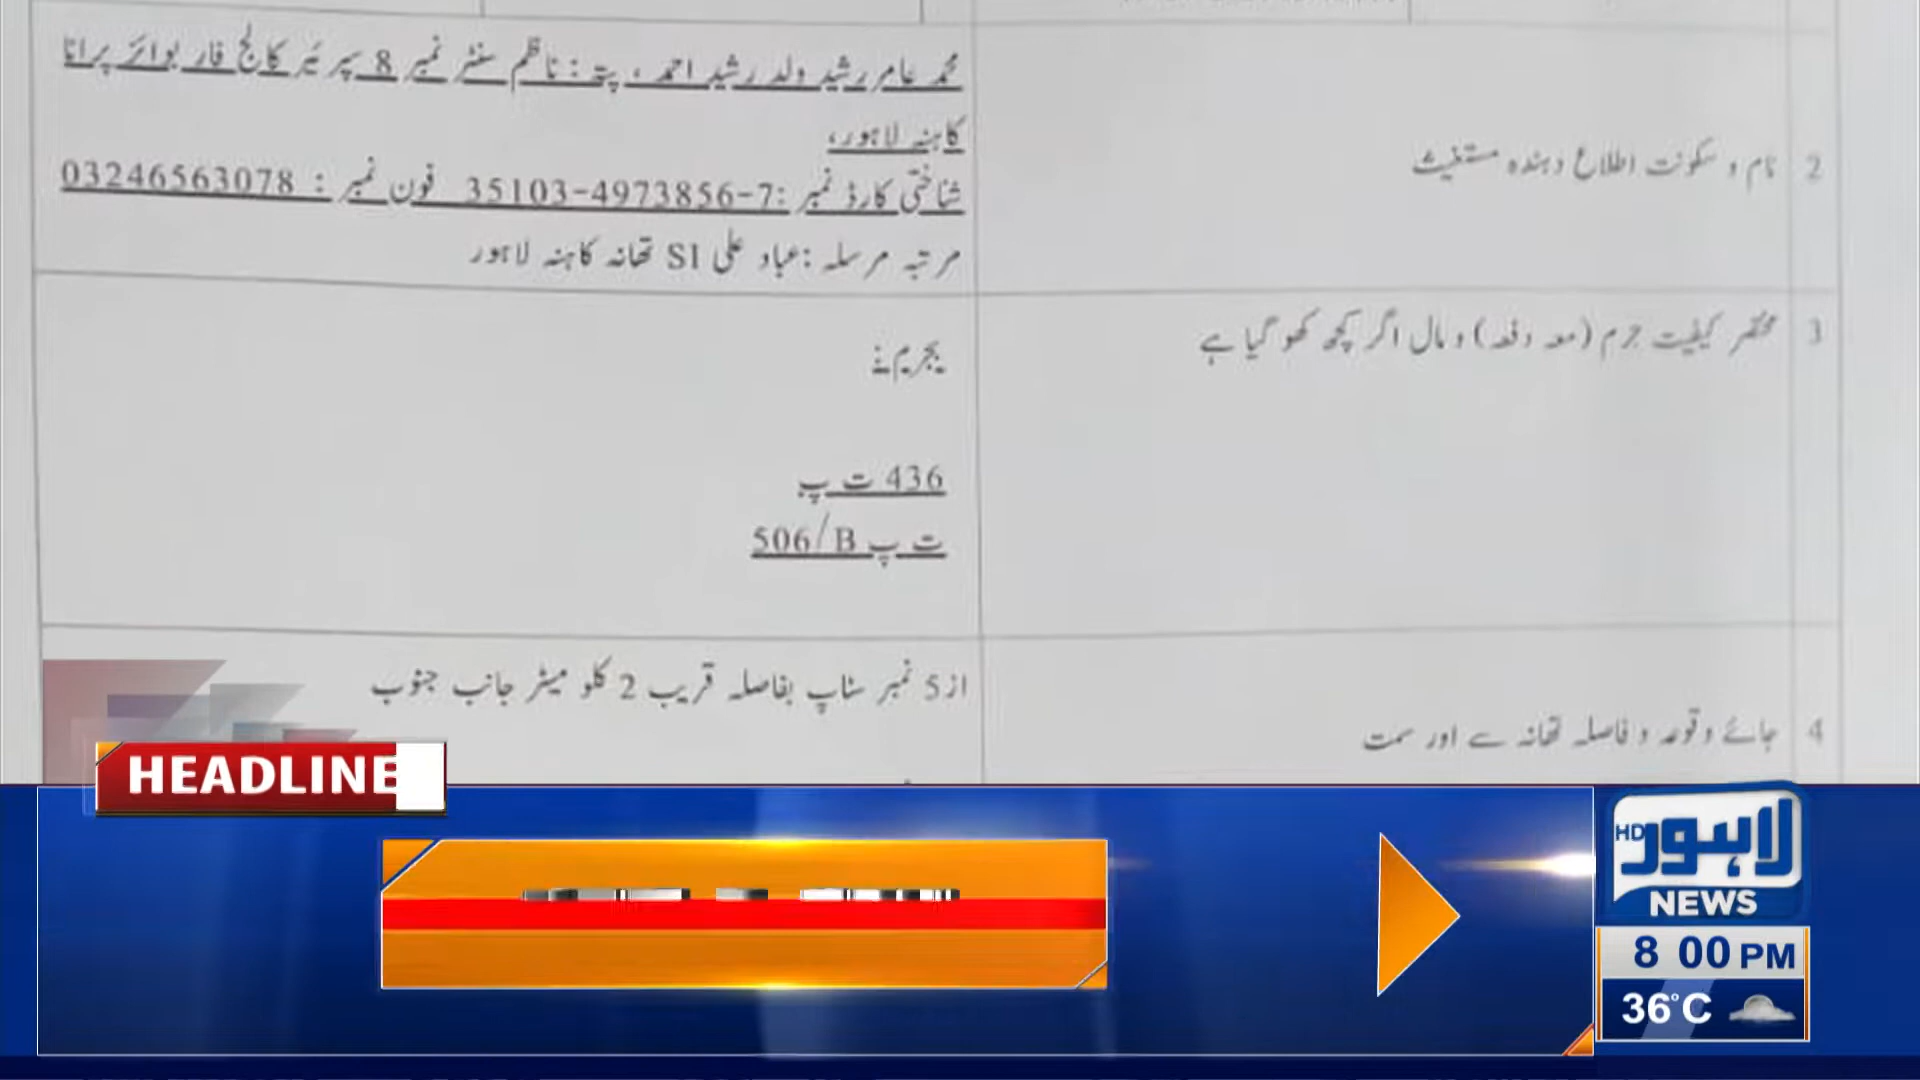 محمد عامر رشید ولد رشید احمد ، پتہ : ناظم سنٹر نمبر 8 سپرئیر کالج فار بوائز پرانا
کاہنہ لاہور،
شناختی کارڈ نمبر :7-4973856-35103 فون نمبر : 03246563078
مرتبہ مرسلہ :عباد علی SI تھانہ کاہنہ لاہور
2 نام و سکونت اطلاع دہندہ مستغیث
3 مختصر کیفیت جرم (معہ دفعہ) و مال اگر کچھ کھو گیا ہے
بجرم :
436 ت پ
506/B ت پ
4 جائے وقوعہ و فاصلہ تھانہ سے اور سمت
از 5 نمبر سٹاپ بفاصلہ قریب 2 کلو میٹر جانب جنوب
HEADLINE
لاہور
HD
NEWS
8 00 PM
36°C